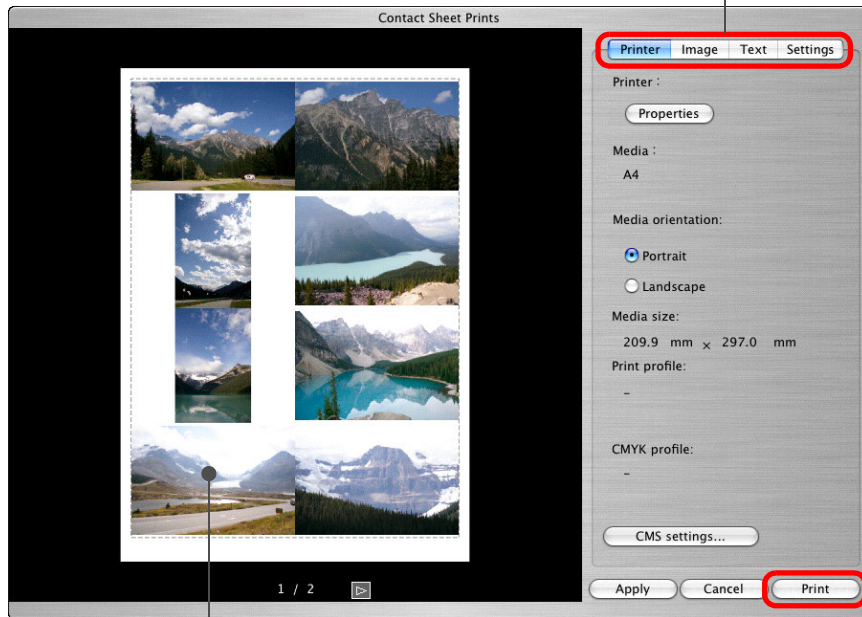 Contact Sheet Prints
Printer Image Text Settings
Printer :
Properties
Media :
A4
Media orientation:
Portrait
Landscape
Media size:
209.9 mm × 297.0 mm
Print profile:
–
CMYK profile:
–
CMS settings...
1 / 2
Apply Cancel Print